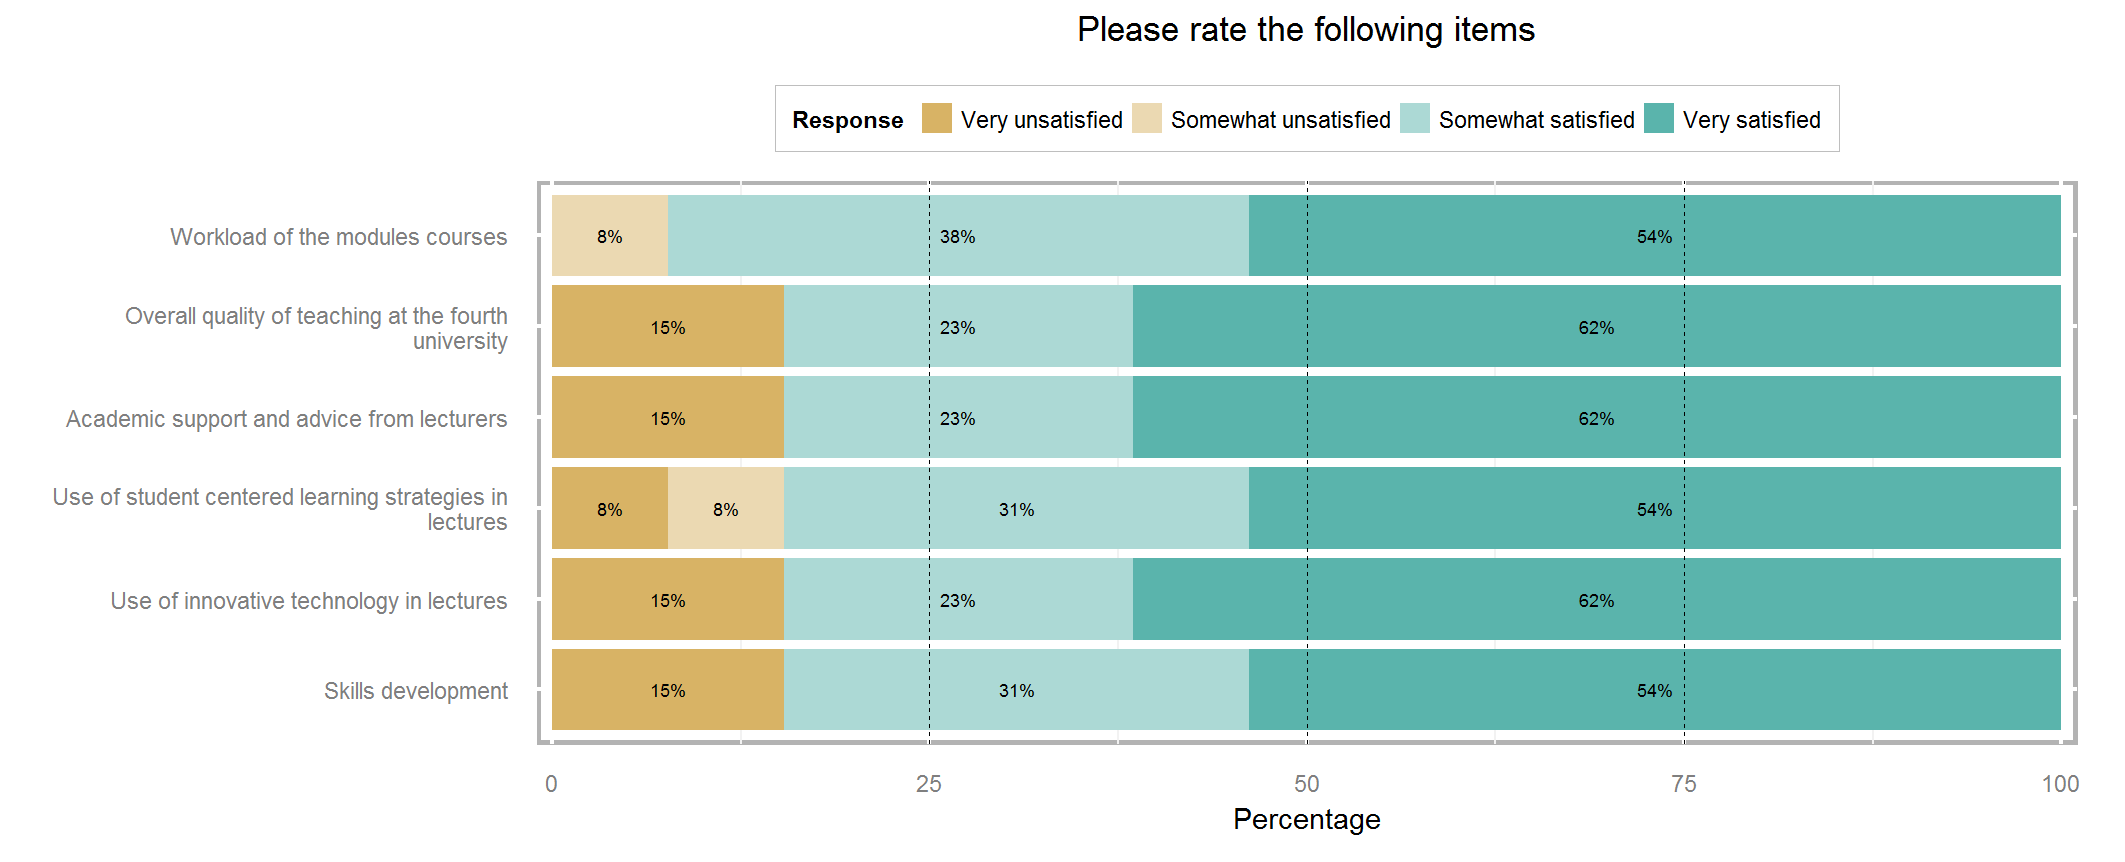 Please rate the following items
Response Very unsatisfied Somewhat unsatisfied Somewhat satisfied Very satisfied
Workload of the modules courses 8% 38% 54%
Overall quality of teaching at the fourth
university
15% 23% 62%
Academic support and advice from lecturers 15% 23% 62%
Use of student centered learning strategies in
lectures
8% 8% 31% 54%
Use of innovative technology in lectures 15% 23% 62%
Skills development 15% 31% 54%
0 25 50 75 100
Percentage